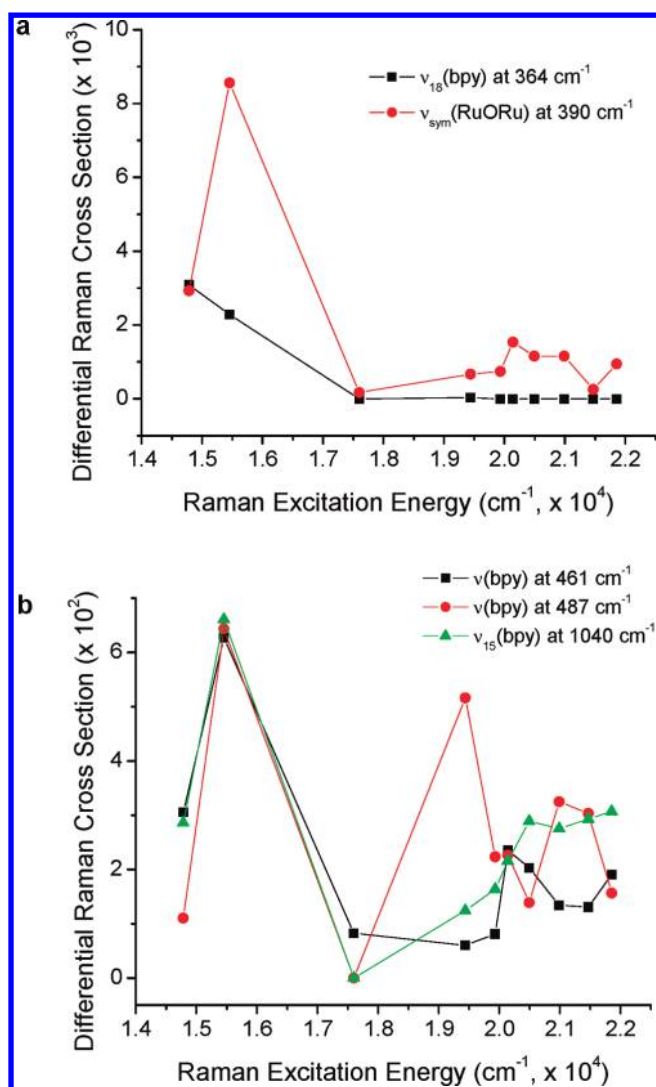 a
10
8
6
4
2
0
Differential Raman Cross Section (x 10³)
ν₁₈(bpy) at 364 cm⁻¹
ν_sym(RuORu) at 390 cm⁻¹
1.4 1.5 1.6 1.7 1.8 1.9 2.0 2.1 2.2
Raman Excitation Energy (cm⁻¹, x 10⁴)
b
6
4
2
0
Differential Raman Cross Section (x 10²)
ν(bpy) at 461 cm⁻¹
ν(bpy) at 487 cm⁻¹
ν₁₅(bpy) at 1040 cm⁻¹
1.3 1.4 1.5 1.6 1.7 1.8 1.9 2.0 2.1 2.2
Raman Excitation Energy (cm⁻¹, x 10⁴)